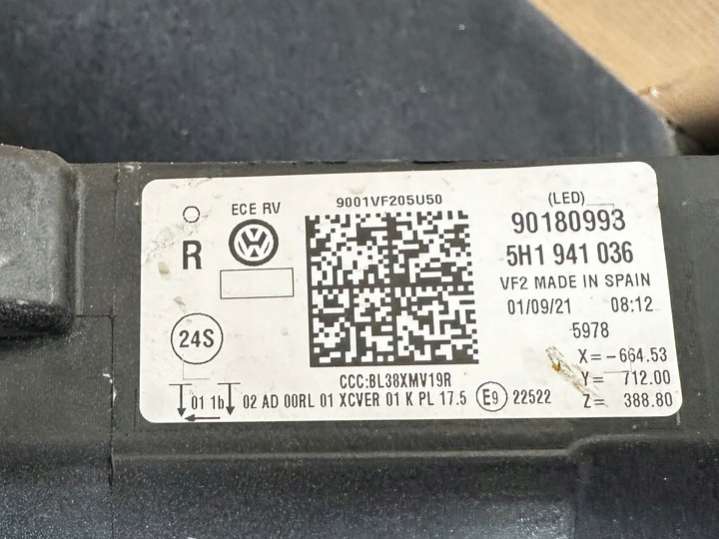 9001VF205U50
ECE RV
R
VW
24S
CCC:BL38XMV19R
01 1b 02 AD 00RL 01 XCVER 01 K PL 17.5 E9 22522
(LED)
90180993
5H1 941 036
VF2 MADE IN SPAIN
01/09/21 08:12
5978
X= -664.53
Y= 712.00
Z= 388.80